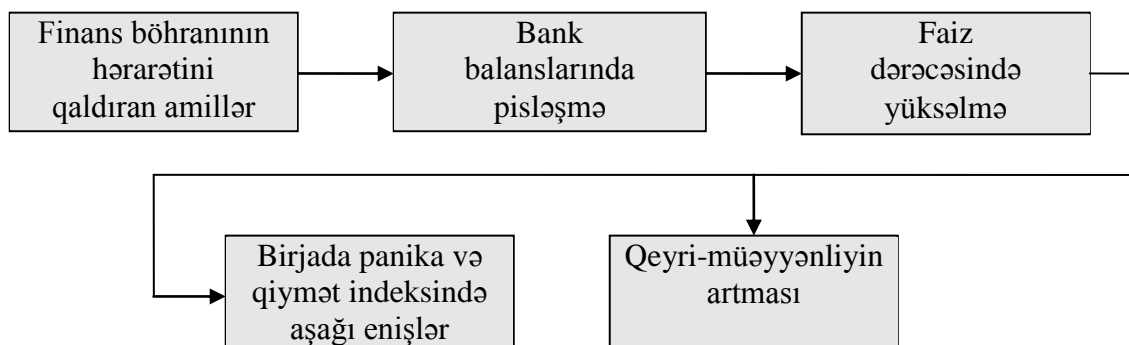 Finans böhranının
hərarətini
qaldıran amillər
Bank
balanslarında
pisləşmə
Faiz
dərəcəsində
yüksəlmə
Birjada panika və
qiymət indeksində
aşağı enişlər
Qeyri-müəyyənliyin
artması